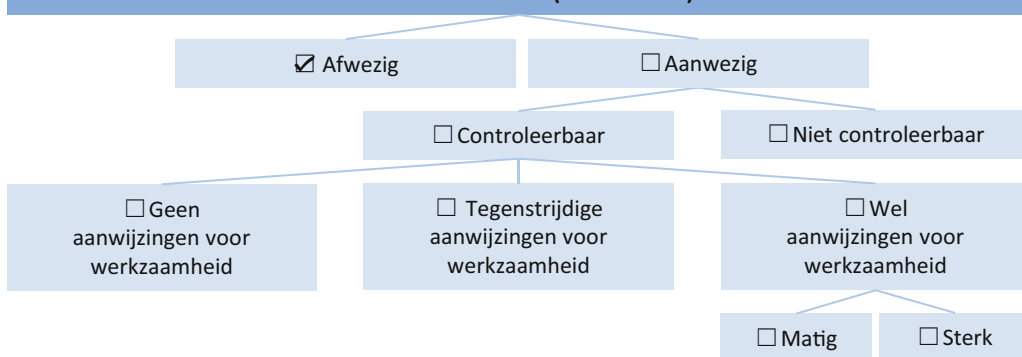 ☑ Afwezig
☐ Aanwezig
☐ Controleerbaar
☐ Niet controleerbaar
☐ Geen
aanwijzingen voor
werkzaamheid
☐ Tegenstrijdige
aanwijzingen voor
werkzaamheid
☐ Wel
aanwijzingen voor
werkzaamheid
☐ Matig
☐ Sterk